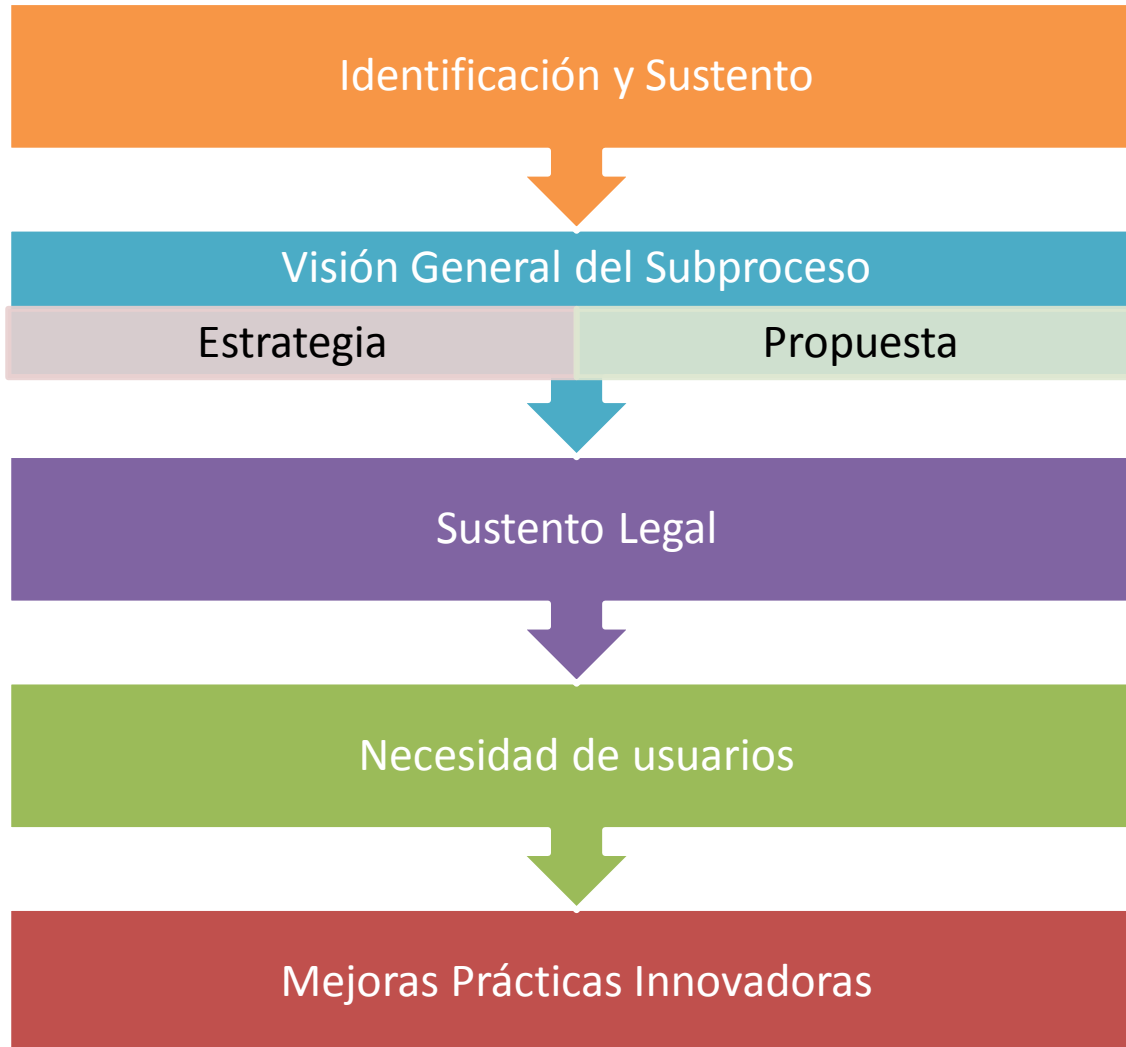 Identificación y Sustento
Visión General del Subproceso
Estrategia
Propuesta
Sustento Legal
Necesidad de usuarios
Mejoras Prácticas Innovadoras